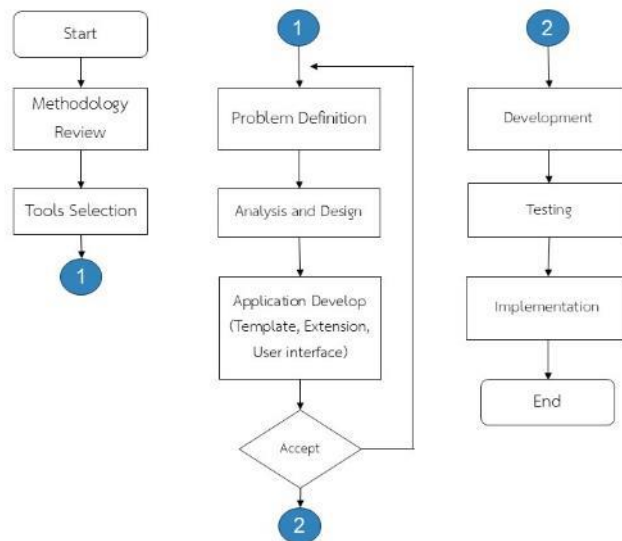 Start
Methodology
Review
Tools Selection
1
1
Problem Definition
Analysis and Design
Application Develop
(Template, Extension,
User interface)
Accept
2
2
Development
Testing
Implementation
End